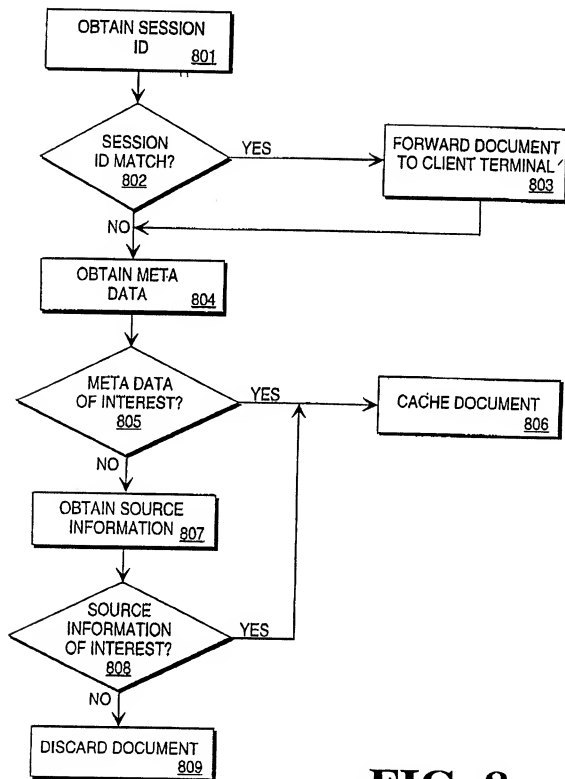 OBTAIN SESSION
ID 801
SESSION
ID MATCH?
802
YES
FORWARD DOCUMENT
TO CLIENT TERMINAL
803
NO
OBTAIN META
DATA 804
META DATA
OF INTEREST?
805
YES
CACHE DOCUMENT
806
NO
OBTAIN SOURCE
INFORMATION 807
SOURCE
INFORMATION
OF INTEREST?
808
YES
NO
DISCARD DOCUMENT
809